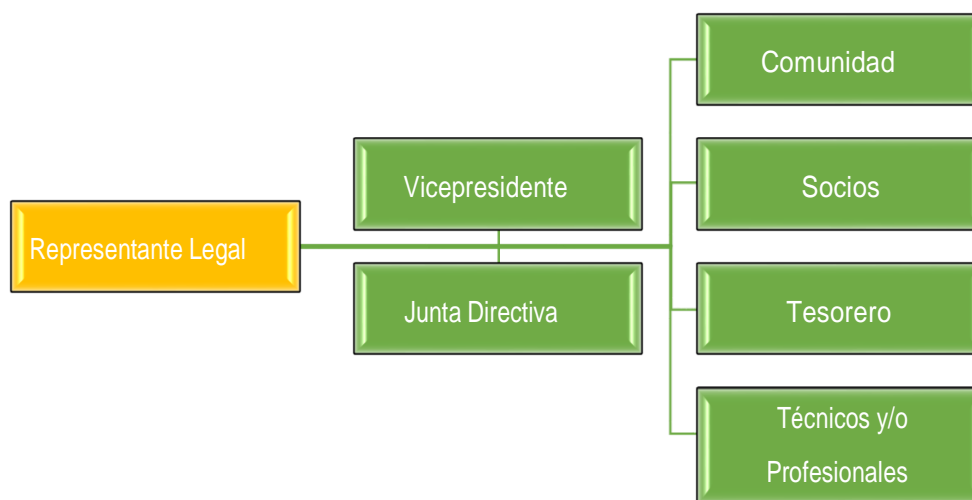 Representante Legal
Vicepresidente
Junta Directiva
Comunidad
Socios
Tesorero
Técnicos y/o
Profesionales